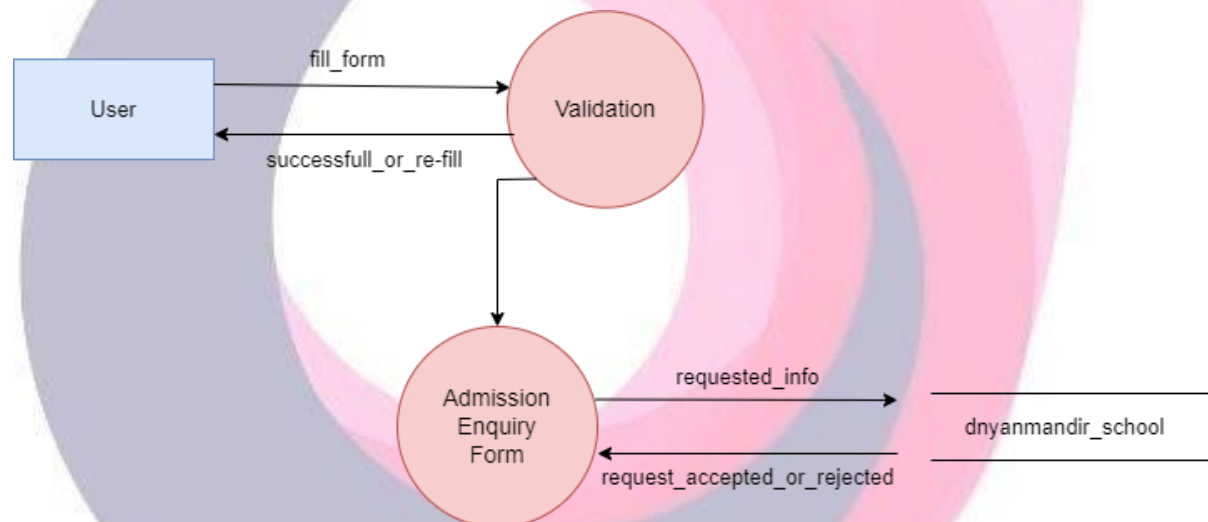 fill_form
User
Validation
successfull_or_re-fill
Admission
Enquiry
Form
requested_info
dnyanmandir_school
request_accepted_or_rejected